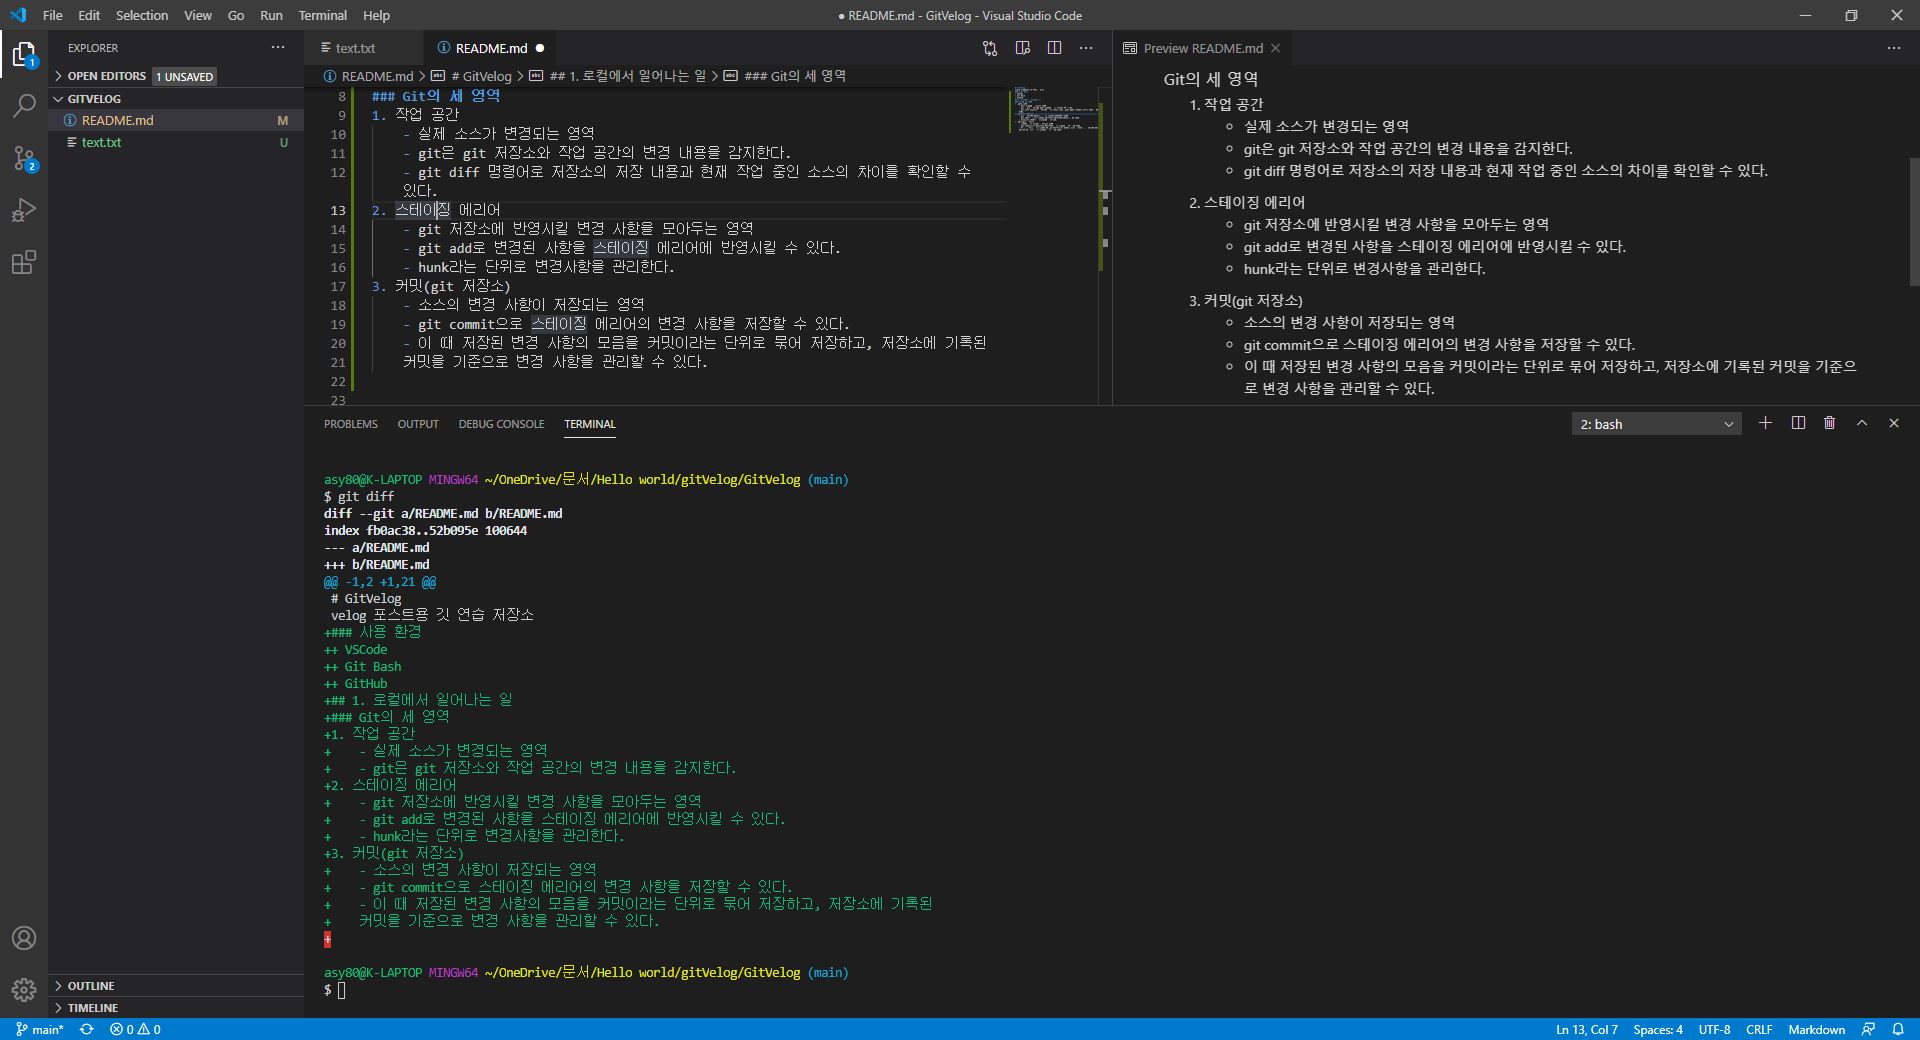 File Edit Selection View Go Run Terminal Help
● README.md - GitVelog - Visual Studio Code
EXPLORER
OPEN EDITORS 1 UNSAVED
GITVELOG
README.md M
text.txt U
OUTLINE
TIMELINE
text.txt README.md ●
README.md > # GitVelog > ## 1. 로컬에서 일어나는 일 > ### Git의 세 영역
8 ### Git의 세 영역
9 1. 작업 공간
10 - 실제 소스가 변경되는 영역
11 - git은 git 저장소와 작업 공간의 변경 내용을 감지한다.
12 - git diff 명령어로 저장소의 저장 내용과 현재 작업 중인 소스의 차이를 확인할 수
있다.
13 2. 스테이징 에리어
14 - git 저장소에 반영시킬 변경 사항을 모아두는 영역
15 - git add로 변경된 사항을 스테이징 에리어에 반영시킬 수 있다.
16 - hunk라는 단위로 변경사항을 관리한다.
17 3. 커밋(git 저장소)
18 - 소스의 변경 사항이 저장되는 영역
19 - git commit으로 스테이징 에리어의 변경 사항을 저장할 수 있다.
20 - 이 때 저장된 변경 사항의 모음을 커밋이라는 단위로 묶어 저장하고, 저장소에 기록된
21 커밋을 기준으로 변경 사항을 관리할 수 있다.
22
23
Preview README.md
Git의 세 영역
1. 작업 공간
◦ 실제 소스가 변경되는 영역
◦ git은 git 저장소와 작업 공간의 변경 내용을 감지한다.
◦ git diff 명령어로 저장소의 저장 내용과 현재 작업 중인 소스의 차이를 확인할 수 있다.
2. 스테이징 에리어
◦ git 저장소에 반영시킬 변경 사항을 모아두는 영역
◦ git add로 변경된 사항을 스테이징 에리어에 반영시킬 수 있다.
◦ hunk라는 단위로 변경사항을 관리한다.
3. 커밋(git 저장소)
◦ 소스의 변경 사항이 저장되는 영역
◦ git commit으로 스테이징 에리어의 변경 사항을 저장할 수 있다.
◦ 이 때 저장된 변경 사항의 모음을 커밋이라는 단위로 묶어 저장하고, 저장소에 기록된 커밋을 기준으
로 변경 사항을 관리할 수 있다.
PROBLEMS OUTPUT DEBUG CONSOLE TERMINAL
2: bash
asy80@K-LAPTOP MINGW64 ~/OneDrive/문서/Hello world/gitVelog/GitVelog (main)
$ git diff
diff --git a/README.md b/README.md
index fb0ac38..52b095e 100644
--- a/README.md
+++ b/README.md
@@ -1,2 +1,21 @@
# GitVelog
velog 포스트용 깃 연습 저장소
+### 사용 환경
++ VSCode
++ Git Bash
++ GitHub
+## 1. 로컬에서 일어나는 일
+### Git의 세 영역
+1. 작업 공간
+ - 실제 소스가 변경되는 영역
+ - git은 git 저장소와 작업 공간의 변경 내용을 감지한다.
+2. 스테이징 에리어
+ - git 저장소에 반영시킬 변경 사항을 모아두는 영역
+ - git add로 변경된 사항을 스테이징 에리어에 반영시킬 수 있다.
+ - hunk라는 단위로 변경사항을 관리한다.
+3. 커밋(git 저장소)
+ - 소스의 변경 사항이 저장되는 영역
+ - git commit으로 스테이징 에리어의 변경 사항을 저장할 수 있다.
+ - 이 때 저장된 변경 사항의 모음을 커밋이라는 단위로 묶어 저장하고, 저장소에 기록된
+ 커밋을 기준으로 변경 사항을 관리할 수 있다.
+
asy80@K-LAPTOP MINGW64 ~/OneDrive/문서/Hello world/gitVelog/GitVelog (main)
$
1
2
main* 0 0
Ln 13, Col 7 Spaces: 4 UTF-8 CRLF Markdown